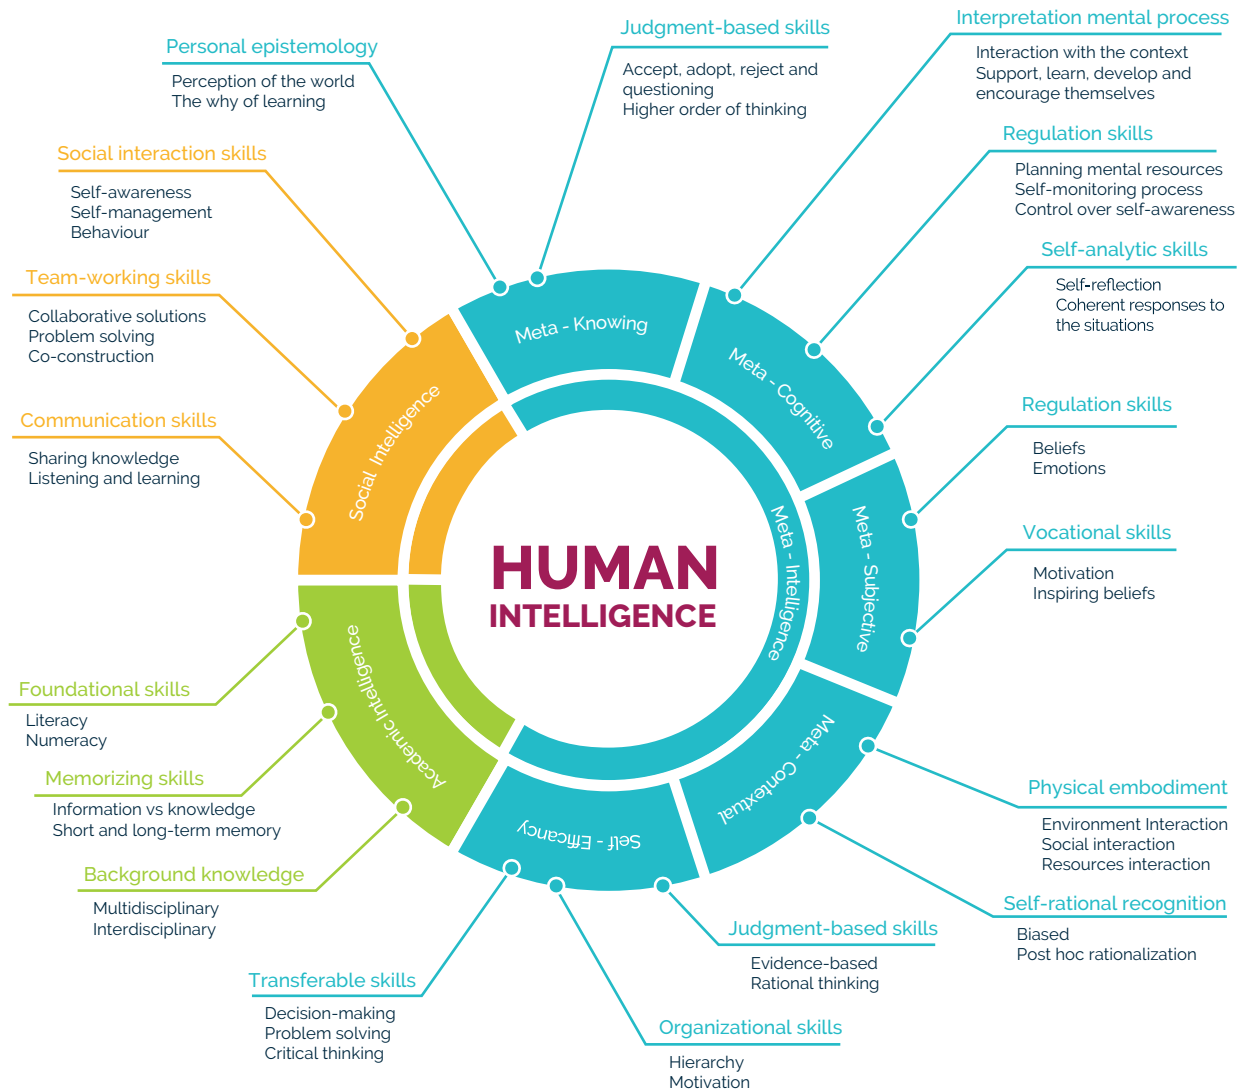 Personal epistemology
Perception of the world
The why of learning
Judgment-based skills
Accept, adopt, reject and
questioning
Higher order of thinking
Interpretation mental process
Interaction with the context
Support, learn, develop and
encourage themselves
Regulation skills
Planning mental resources
Self-monitoring process
Control over self-awareness
Self-analytic skills
Self-reflection
Coherent responses to
the situations
Regulation skills
Beliefs
Emotions
Vocational skills
Motivation
Inspiring beliefs
Physical embodiment
Environment Interaction
Social interaction
Resources interaction
Self-rational recognition
Biased
Post hoc rationalization
Judgment-based skills
Evidence-based
Rational thinking
Organizational skills
Hierarchy
Motivation
Transferable skills
Decision-making
Problem solving
Critical thinking
Background knowledge
Multidisciplinary
Interdisciplinary
Memorizing skills
Information vs knowledge
Short and long-term memory
Foundational skills
Literacy
Numeracy
Communication skills
Sharing knowledge
Listening and learning
Team-working skills
Collaborative solutions
Problem solving
Co-construction
Social interaction skills
Self-awareness
Self-management
Behaviour
Meta - Knowing
Meta - Cognitive
Meta - Subjective
Meta - Contextual
Self - Efficancy
Academic Intelligence
Social Intelligence
Meta - Intelligence
HUMAN
INTELLIGENCE